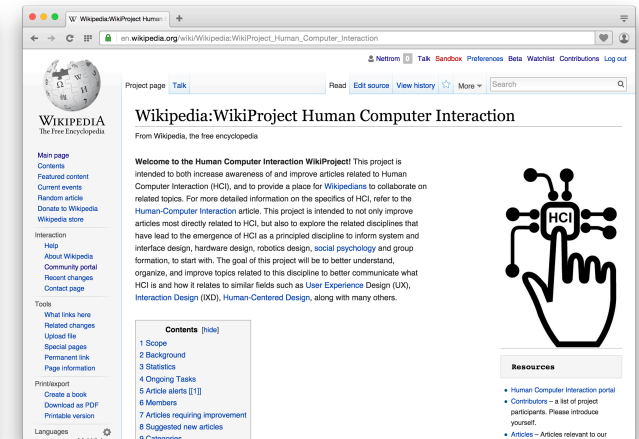 W Wikipedia:WikiProject Human
en.wikipedia.org/wiki/Wikipedia:WikiProject_Human_Computer_Interaction
Nettrom 0 Talk Sandbox Preferences Beta Watchlist Contributions Log out
Project page Talk
Read Edit source View history More Search
WIKIPEDIA
The Free Encyclopedia
Main page
Contents
Featured content
Current events
Random article
Donate to Wikipedia
Wikipedia store
Interaction
Help
About Wikipedia
Community portal
Recent changes
Contact page
Tools
What links here
Related changes
Upload file
Special pages
Permanent link
Page information
Print/export
Create a book
Download as PDF
Printable version
Languages
Wikipedia:WikiProject Human Computer Interaction
From Wikipedia, the free encyclopedia
Welcome to the Human Computer Interaction WikiProject! This project is
intended to both increase awareness of and improve articles related to Human
Computer Interaction (HCI), and to provide a place for Wikipedians to collaborate on
related topics. For more detailed information on the specifics of HCI, refer to the
Human-Computer Interaction article. This project is intended to not only improve
articles most directly related to HCI, but also to explore the related disciplines that
have lead to the emergence of HCI as a principled discipline to inform system and
interface design, hardware design, robotics design, social psychology and group
formation, to start with. The goal of this project will be to better understand,
organize, and improve topics related to this discipline to better communicate what
HCI is and how it relates to similar fields such as User Experience Design (UX),
Interaction Design (IXD), Human-Centered Design, along with many others.
Contents [hide]
1 Scope
2 Background
3 Statistics
4 Ongoing Tasks
5 Article alerts [[1]]
6 Members
7 Articles requiring improvement
8 Suggested new articles
9 Categories
HCI
Resources
Human Computer Interaction portal
Contributors – a list of project
participants. Please introduce
yourself.
Articles – Articles relevant to our